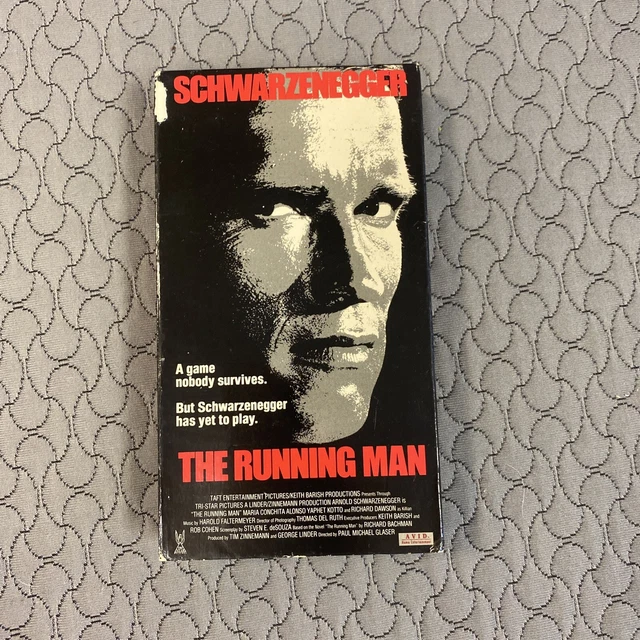 SCHWARZENEGGER
A game
nobody survives.
But Schwarzenegger
has yet to play.
THE RUNNING MAN
TAFT ENTERTAINMENT PICTURES/KEITH BARISH PRODUCTIONS Presents Through
TRI-STAR PICTURES A LINDER/ZINNEMANN PRODUCTION ARNOLD SCHWARZENEGGER IS
"THE RUNNING MAN" MARIA CONCHITA ALONSO YAPHET KOTTO and RICHARD DAWSON as Killian
Music by HAROLD FALTERMEYER Director of Photography THOMAS DEL RUTH Executive Producers KEITH BARISH and
ROB COHEN Screenplay by STEVEN E. deSOUZA Based on the Novel "The Running Man" by RICHARD BACHMAN
Produced by TIM ZINNEMANN and GEORGE LINDER Directed by PAUL MICHAEL GLASER
A.V.I.D.
Home Entertainment